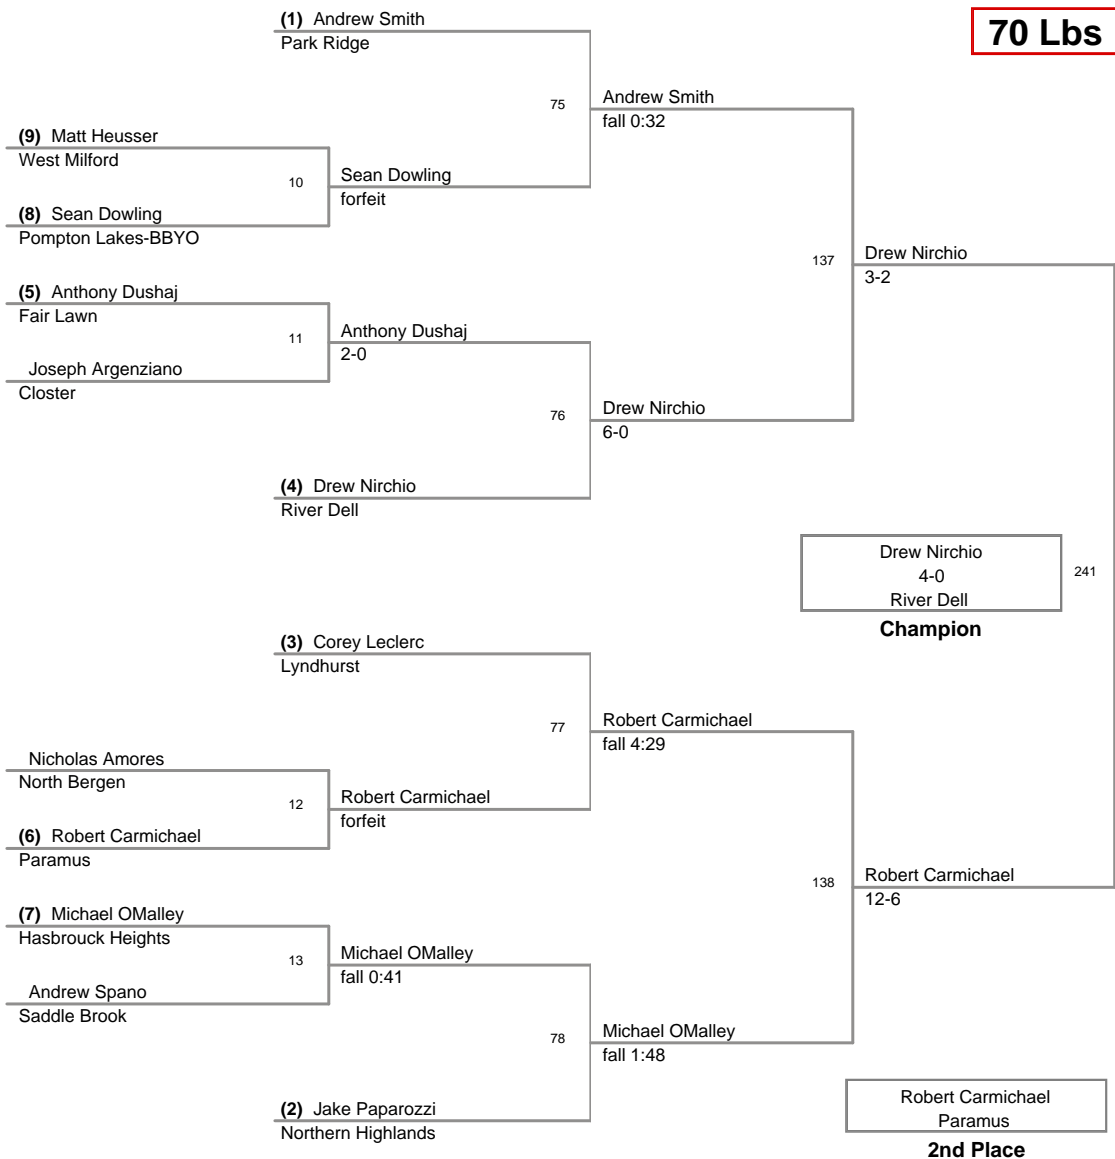 70 Lbs
(1) Andrew Smith
Park Ridge
75
Andrew Smith
fall 0:32
(9) Matt Heusser
West Milford
10
Sean Dowling
forfeit
(8) Sean Dowling
Pompton Lakes-BBYO
137
Drew Nirchio
3-2
(5) Anthony Dushaj
Fair Lawn
11
Anthony Dushaj
2-0
Joseph Argenziano
Closter
76
Drew Nirchio
6-0
(4) Drew Nirchio
River Dell
Drew Nirchio
4-0
River Dell
241
Champion
(3) Corey Leclerc
Lyndhurst
77
Robert Carmichael
fall 4:29
Nicholas Amores
North Bergen
12
Robert Carmichael
forfeit
(6) Robert Carmichael
Paramus
138
Robert Carmichael
12-6
(7) Michael OMalley
Hasbrouck Heights
13
Michael OMalley
fall 0:41
Andrew Spano
Saddle Brook
78
Michael OMalley
fall 1:48
(2) Jake Paparozzi
Northern Highlands
Robert Carmichael
Paramus
2nd Place